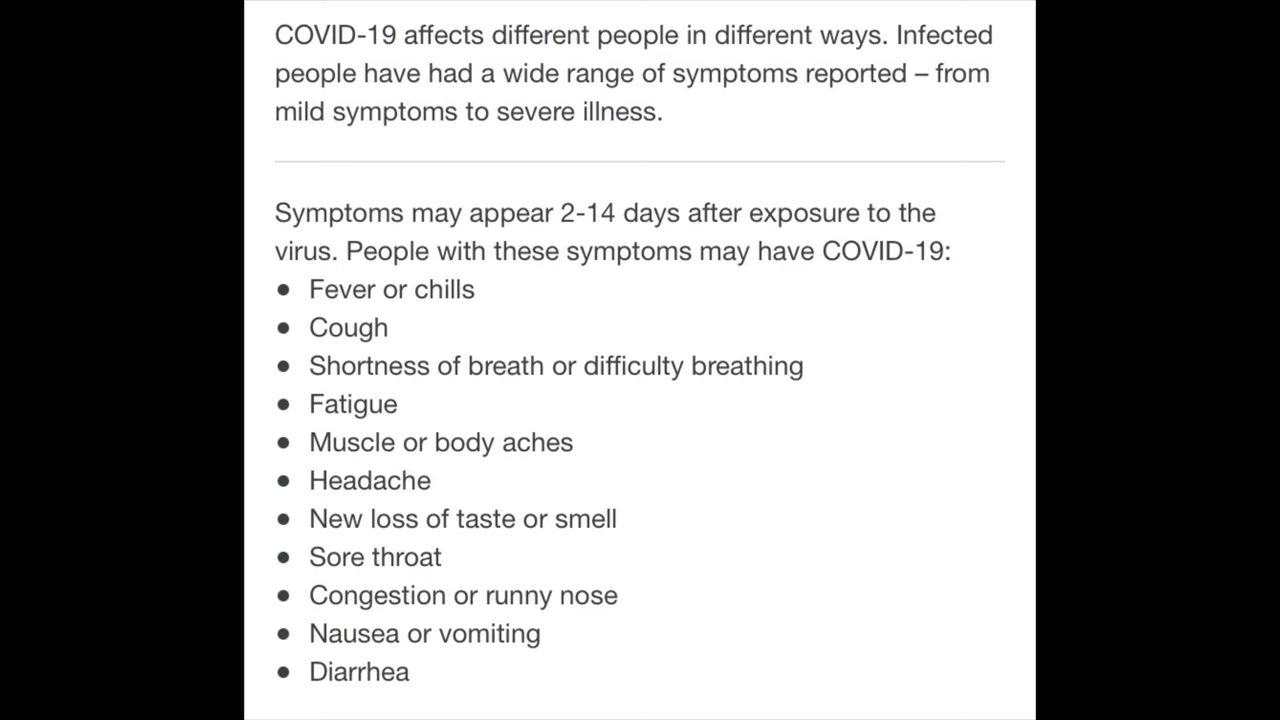 COVID-19 affects different people in different ways. Infected
people have had a wide range of symptoms reported – from
mild symptoms to severe illness.
Symptoms may appear 2-14 days after exposure to the
virus. People with these symptoms may have COVID-19:
● Fever or chills
● Cough
● Shortness of breath or difficulty breathing
● Fatigue
● Muscle or body aches
● Headache
● New loss of taste or smell
● Sore throat
● Congestion or runny nose
● Nausea or vomiting
● Diarrhea